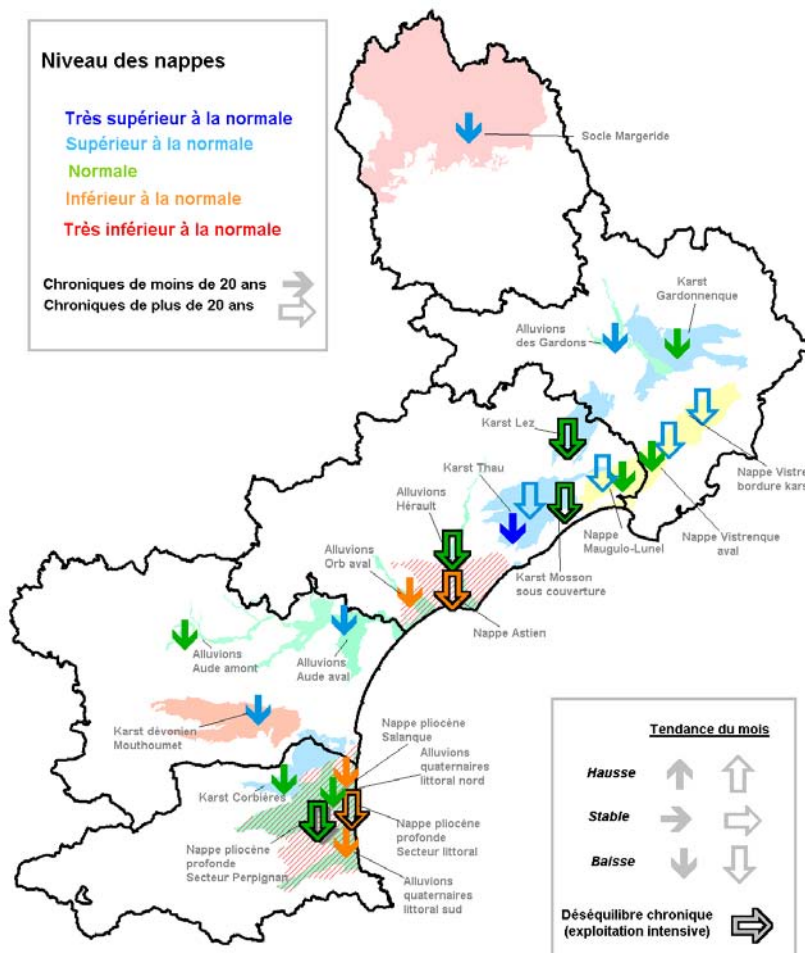 Niveau des nappes
Très supérieur à la normale
Supérieur à la normale
Normale
Inférieur à la normale
Très inférieur à la normale
Chroniques de moins de 20 ans
Chroniques de plus de 20 ans
Socle Margeride
Karst
Gardonnenque
Alluvions
des Gardons
Karst Lez
Nappe Vistre
bordure kars
Karst Thau
Alluvions
Hérault
Nappe Vistrenque
aval
Nappe
Mauguio-Lunel
Alluvions
Orb aval
Karst Mosson
sous couverture
Nappe Astien
Alluvions
Aude amont
Alluvions
Aude aval
Karst dévonien
Mouthoumet
Nappe pliocène
Salanque
Alluvions
quaternaires
littoral nord
Karst Corbières
Nappe pliocène
profonde
Secteur littoral
Nappe pliocène
profonde
Secteur Perpignan
Alluvions
quaternaires
littoral sud
Tendance du mois
Hausse
Stable
Baisse
Déséquilibre chronique
(exploitation intensive)